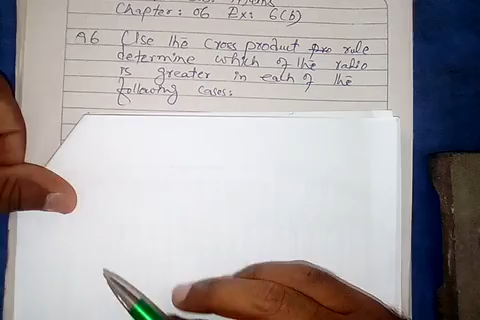 Chapter: 06 Ex: 6(b)
A6 Use the cross product pro rule
determine which of the ratio
is greater in each of the
following cases: